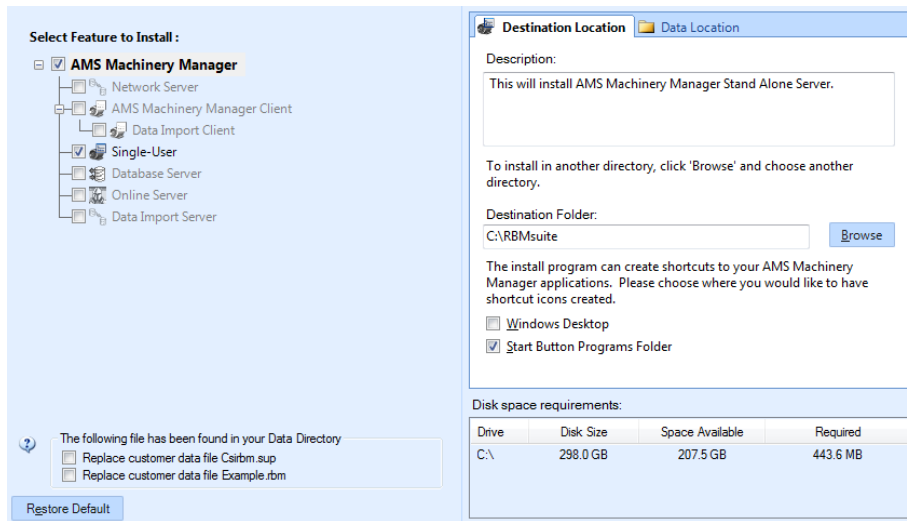 Select Feature to Install :
AMS Machinery Manager
Network Server
AMS Machinery Manager Client
Data Import Client
Single-User
Database Server
Online Server
Data Import Server
The following file has been found in your Data Directory
Replace customer data file Csirbm.sup
Replace customer data file Example.rbm
Restore Default
Destination Location Data Location
Description:
This will install AMS Machinery Manager Stand Alone Server.
To install in another directory, click 'Browse' and choose another
directory.
Destination Folder:
C:\RBMsuite Browse
The install program can create shortcuts to your AMS Machinery
Manager applications. Please choose where you would like to have
shortcut icons created.
Windows Desktop
Start Button Programs Folder
Disk space requirements:
Drive Disk Size Space Available Required
C:\ 298.0 GB 207.5 GB 443.6 MB